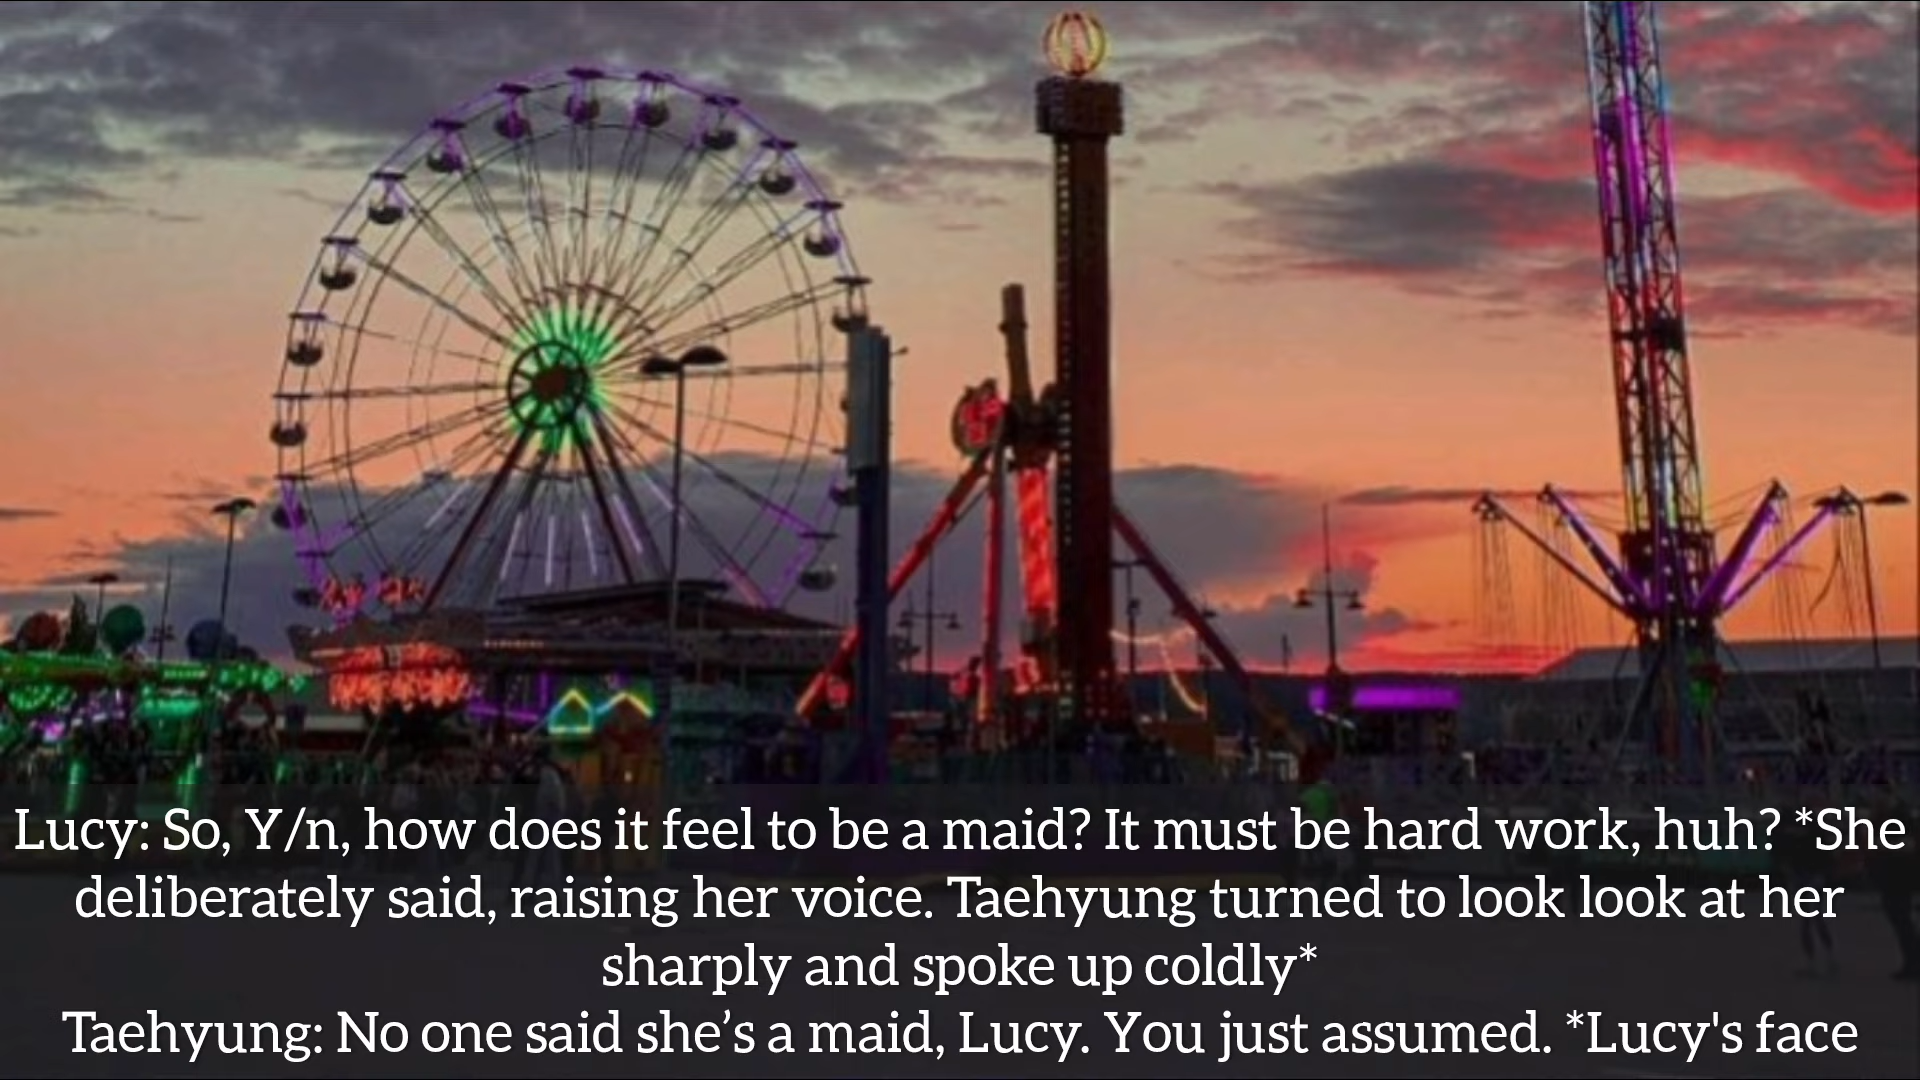 Lucy: So, Y/n, how does it feel to be a maid? It must be hard work, huh? *She
deliberately said, raising her voice. Taehyung turned to look look at her
sharply and spoke up coldly*
Taehyung: No one said she’s a maid, Lucy. You just assumed. *Lucy's face